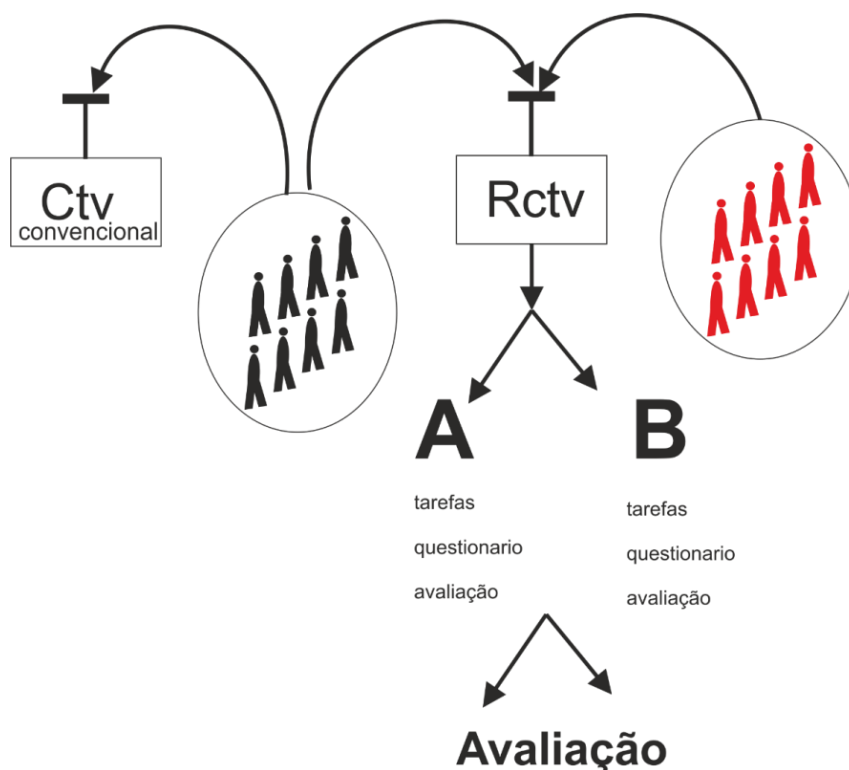 Ctv
convencional
Rctv
A
B
tarefas
questionario
avaliação
tarefas
questionario
avaliação
Avaliação